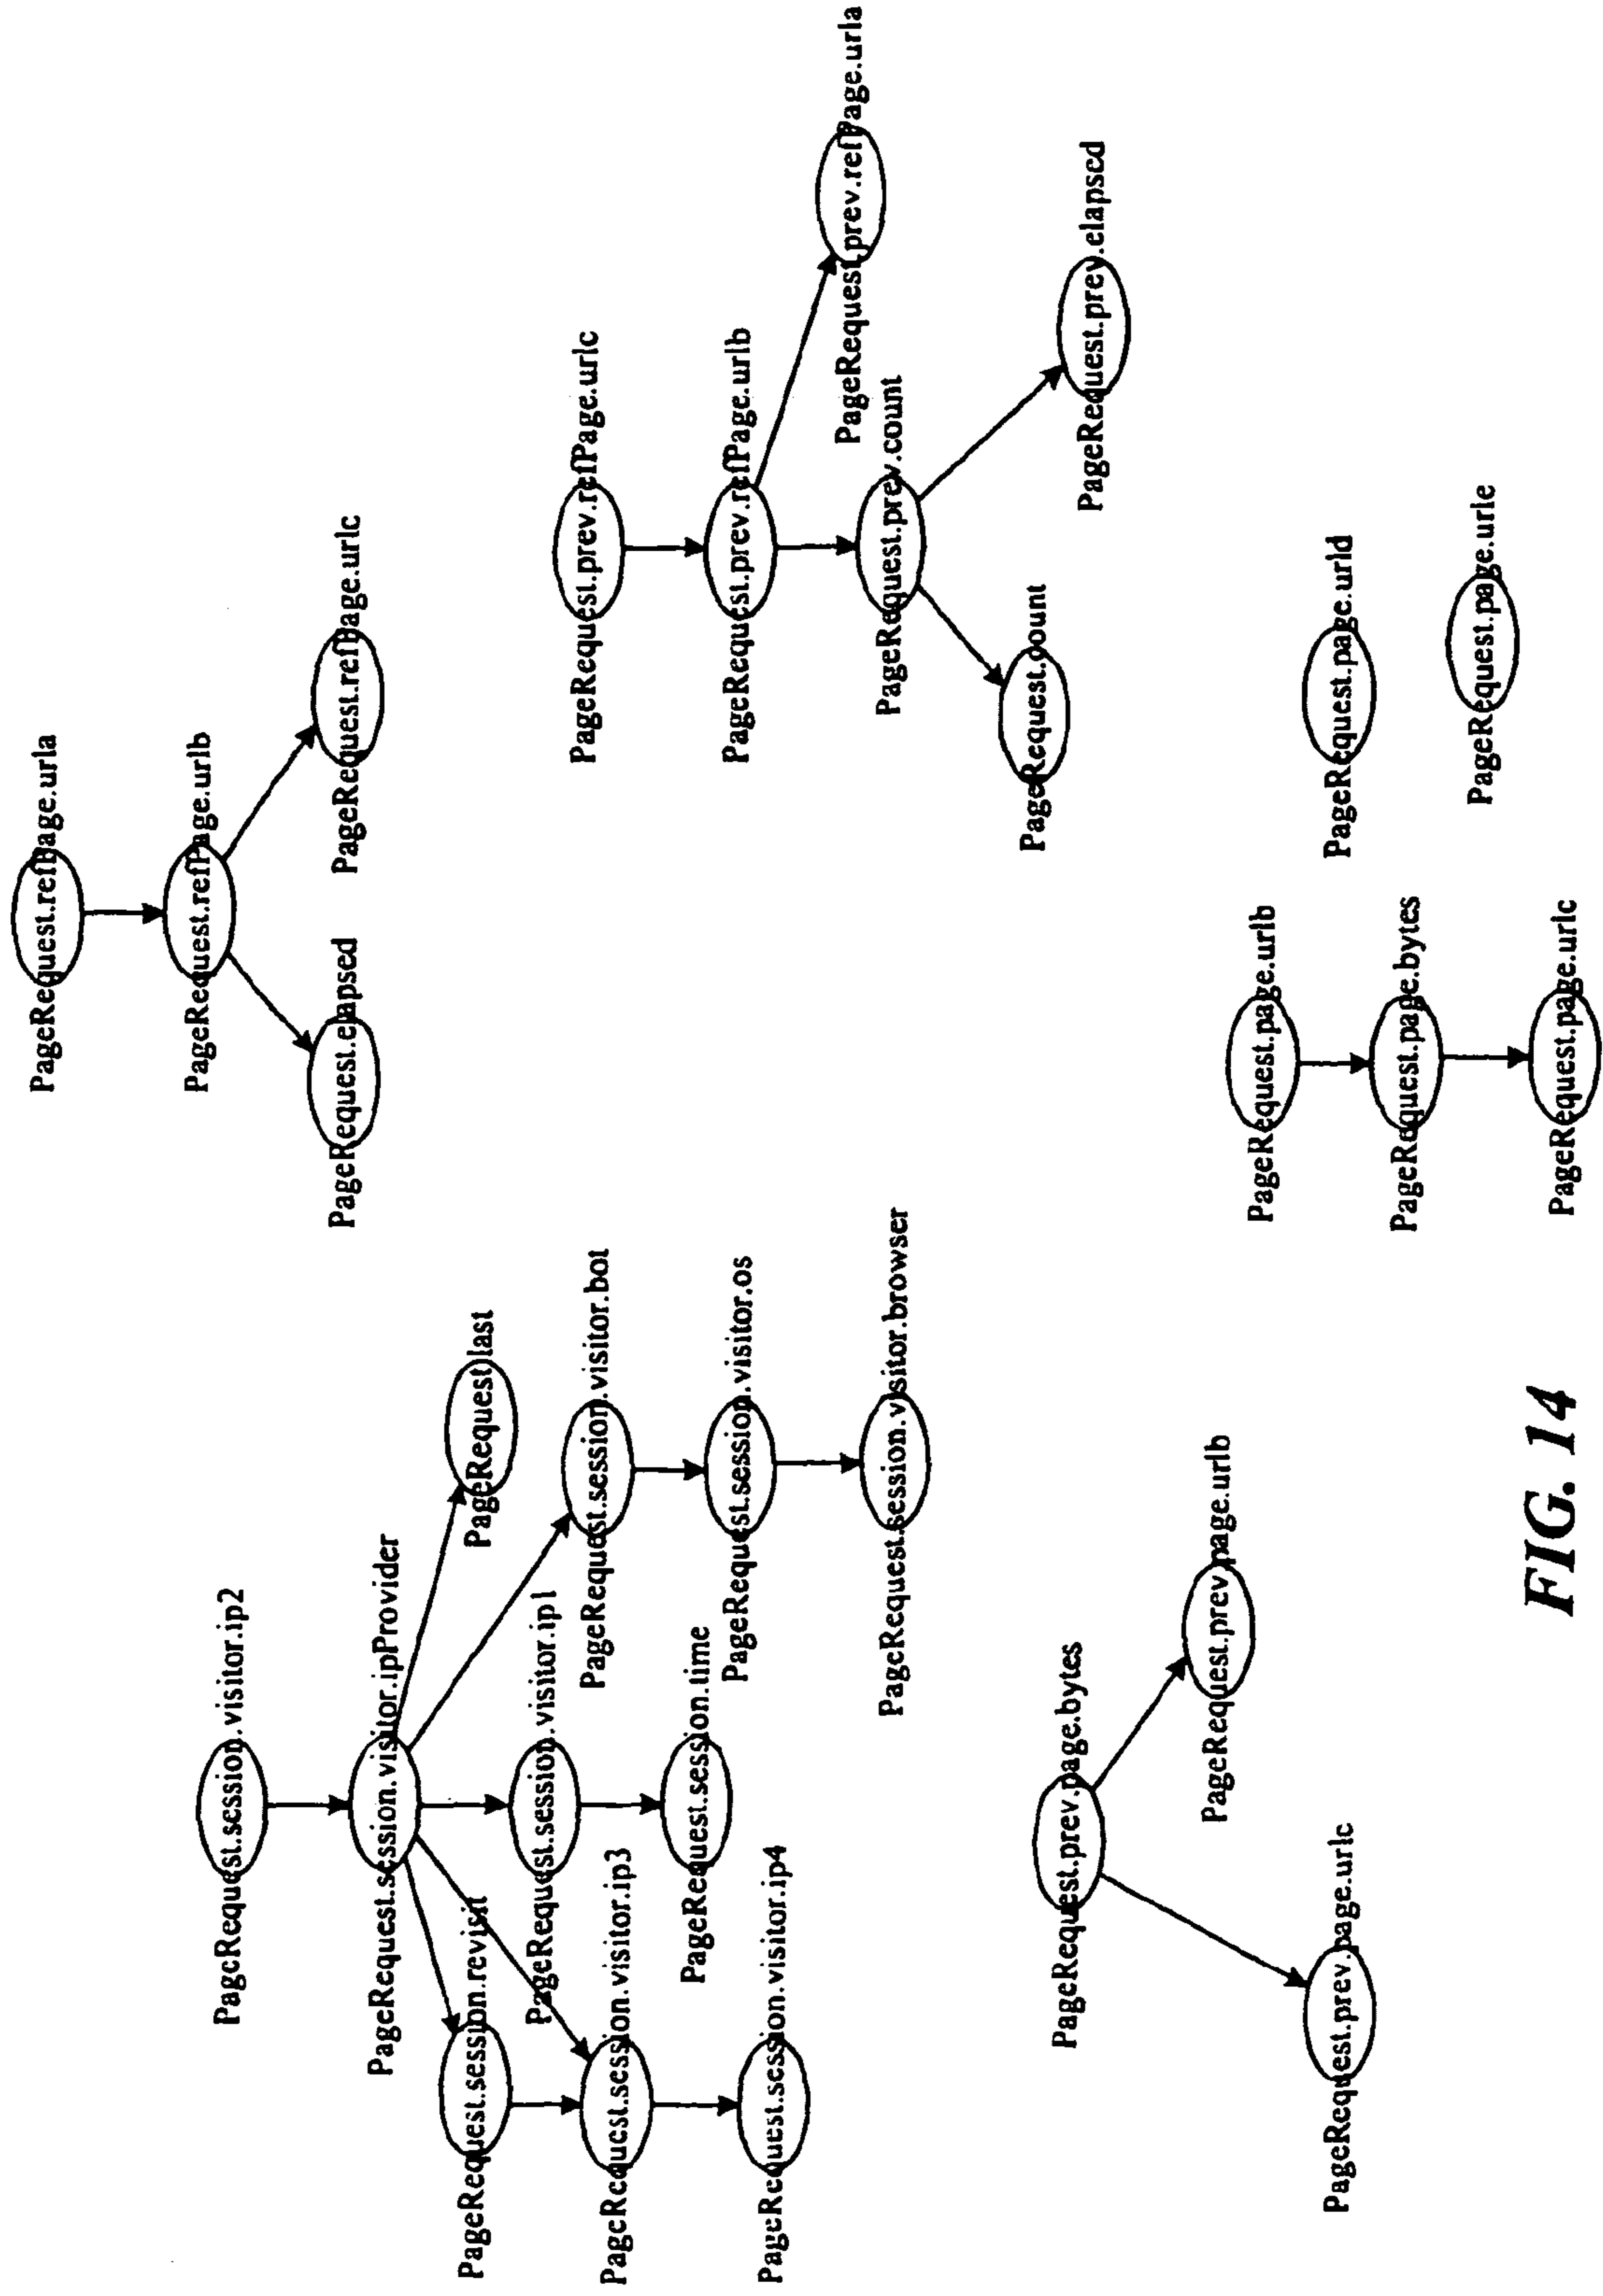 PageRequest.session.visitor.ip2
PageRequest.session.visitor.ipProvider
PageRequest.session.revisit
PageRequest.last
PageRequest.session.visitor.ip1
PageRequest.session.visitor.bot
PageRequest.session.visitor.ip3
PageRequest.session.time
PageRequest.session.visitor.os
PageRequest.session.visitor.ip4
PageRequest.session.visitor.browser
PageRequest.refPage.urla
PageRequest.refPage.urlb
PageRequest.elapsed
PageRequest.refPage.urlc
PageRequest.prev.refPage.urlc
PageRequest.prev.refPage.urlb
PageRequest.prev.refPage.urla
PageRequest.prev.count
PageRequest.count
PageRequest.prev.elapsed
PageRequest.prev.page.bytes
PageRequest.prev.page.urlb
PageRequest.prev.page.urlc
PageRequest.page.urlb
PageRequest.page.bytes
PageRequest.page.urlc
PageRequest.page.urld
PageRequest.page.urle
FIG. 14